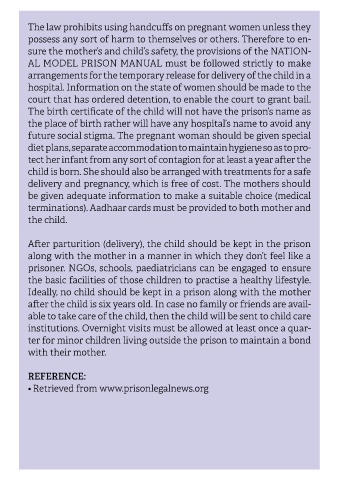 The law prohibits using handcuffs on pregnant women unless they
possess any sort of harm to themselves or others. Therefore to en-
sure the mother's and child's safety, the provisions of the NATION-
AL MODEL PRISON MANUAL must be followed strictly to make
arrangements for the temporary release for delivery of the child in a
hospital. Information on the state of women should be made to the
court that has ordered detention, to enable the court to grant bail.
The birth certificate of the child will not have the prison's name as
the place of birth rather will have any hospital's name to avoid any
future social stigma. The pregnant woman should be given special
diet plans, separate accommodation to maintain hygiene so as to pro-
tect her infant from any sort of contagion for at least a year after the
child is born. She should also be arranged with treatments for a safe
delivery and pregnancy, which is free of cost. The mothers should
be given adequate information to make a suitable choice (medical
terminations). Aadhaar cards must be provided to both mother and
the child.

After parturition (delivery), the child should be kept in the prison
along with the mother in a manner in which they don't feel like a
prisoner. NGOs, schools, paediatricians can be engaged to ensure
the basic facilities of those children to practise a healthy lifestyle.
Ideally, no child should be kept in a prison along with the mother
after the child is six years old. In case no family or friends are avail-
able to take care of the child, then the child will be sent to child care
institutions. Overnight visits must be allowed at least once a quar-
ter for minor children living outside the prison to maintain a bond
with their mother.

REFERENCE:
• Retrieved from www.prisonlegalnews.org